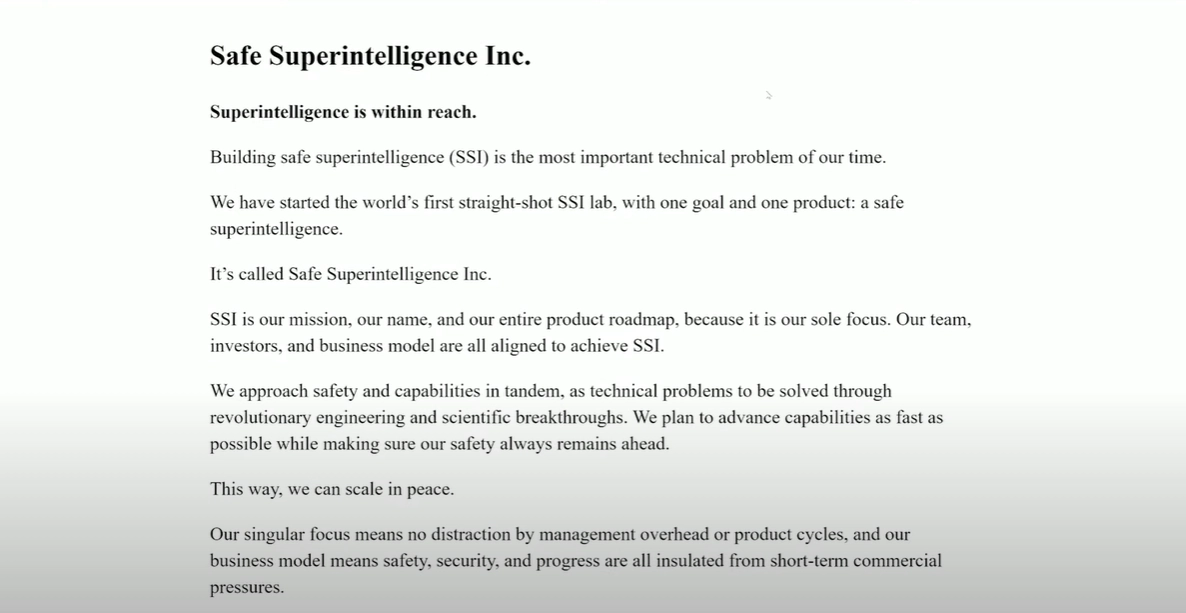 Safe Superintelligence Inc.
Superintelligence is within reach.
Building safe superintelligence (SSI) is the most important technical problem of our time.
We have started the world’s first straight-shot SSI lab, with one goal and one product: a safe
superintelligence.
It’s called Safe Superintelligence Inc.
SSI is our mission, our name, and our entire product roadmap, because it is our sole focus. Our team,
investors, and business model are all aligned to achieve SSI.
We approach safety and capabilities in tandem, as technical problems to be solved through
revolutionary engineering and scientific breakthroughs. We plan to advance capabilities as fast as
possible while making sure our safety always remains ahead.
This way, we can scale in peace.
Our singular focus means no distraction by management overhead or product cycles, and our
business model means safety, security, and progress are all insulated from short-term commercial
pressures.